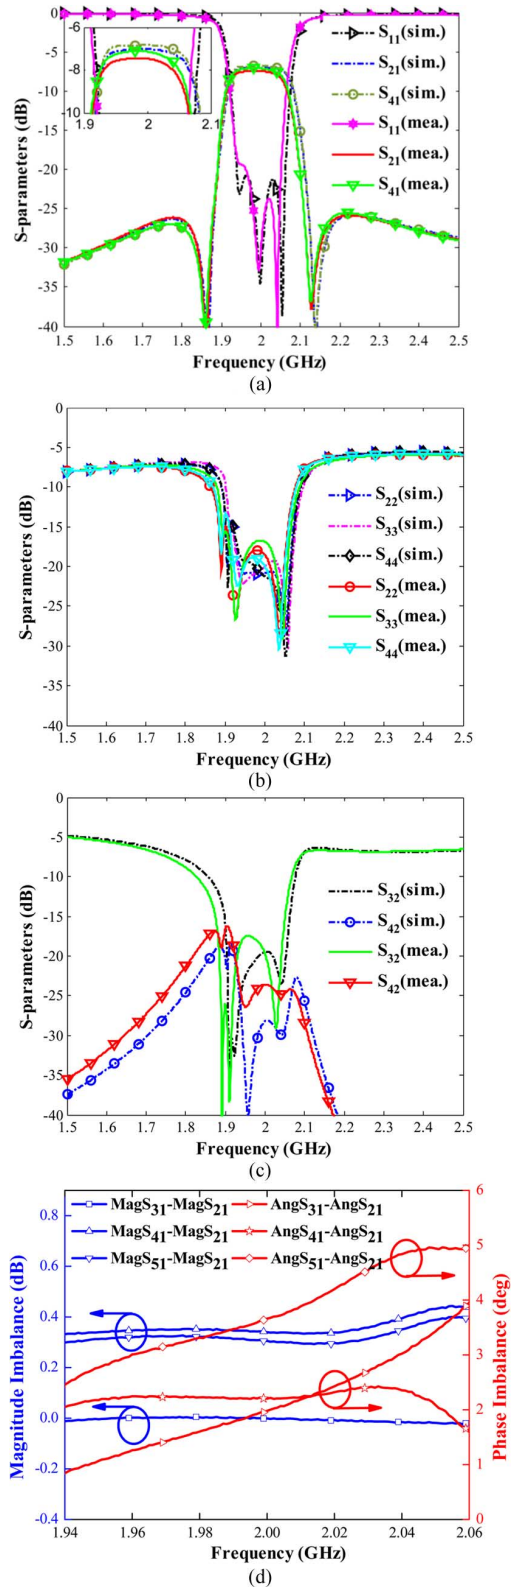 0
-5
-10
-15
-20
-25
-30
-35
-40
S-parameters (dB)
-6
-8
-10
1.9
2
2.1
S11(sim.)
S21(sim.)
S41(sim.)
S11(mea.)
S21(mea.)
S41(mea.)
1.5 1.6 1.7 1.8 1.9 2 2.1 2.2 2.3 2.4 2.5
Frequency (GHz)
(a)
0
-5
-10
-15
-20
-25
-30
-35
-40
S-parameters (dB)
S22(sim.)
S33(sim.)
S44(sim.)
S22(mea.)
S33(mea.)
S44(mea.)
1.5 1.6 1.7 1.8 1.9 2 2.1 2.2 2.3 2.4 2.5
Frequency (GHz)
(b)
0
-5
-10
-15
-20
-25
-30
-35
-40
S-parameters (dB)
S32(sim.)
S42(sim.)
S32(mea.)
S42(mea.)
1.5 1.6 1.7 1.8 1.9 2 2.1 2.2 2.3 2.4 2.5
Frequency (GHz)
(c)
0.8
0.6
0.4
0.2
0.0
-0.2
-0.4
Magnitude Imbalance (dB)
MagS31-MagS21 AngS31-AngS21
MagS41-MagS21 AngS41-AngS21
MagS51-MagS21 AngS51-AngS21
6
5
4
3
2
1
0
Phase Imbalance (deg)
1.94 1.96 1.98 2.00 2.02 2.04 2.06
Frequency (GHz)
(d)